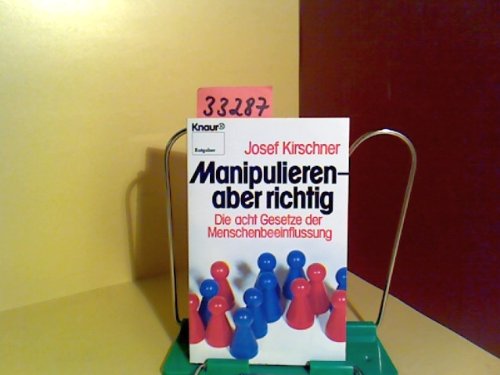 33287
Knaur
Ratgeber
Josef Kirschner
Manipulieren-
aber richtig
Die acht Gesetze der
Menschenbeeinflussung